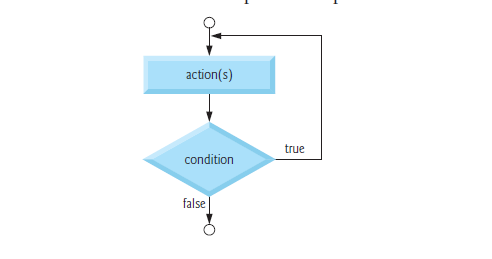 action(s)
condition
true
false